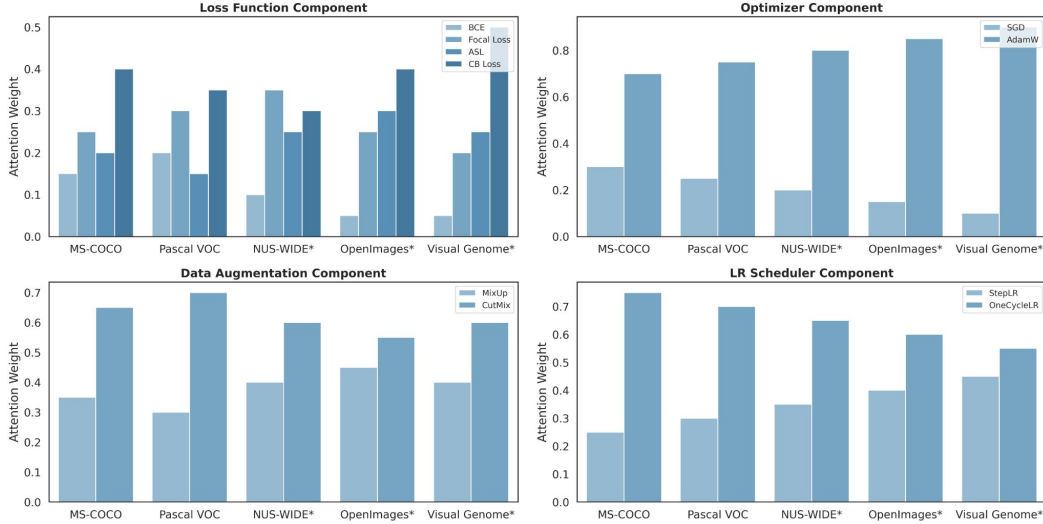 Loss Function Component
Attention Weight
0.5
0.4
0.3
0.2
0.1
0.0
BCE
Focal Loss
ASL
CB Loss
MS-COCO Pascal VOC NUS-WIDE* OpenImages* Visual Genome*
Optimizer Component
Attention Weight
0.8
0.6
0.4
0.2
0.0
SGD
AdamW
MS-COCO Pascal VOC NUS-WIDE* OpenImages* Visual Genome*
Data Augmentation Component
Attention Weight
0.7
0.6
0.5
0.4
0.3
0.2
0.1
0.0
MixUp
CutMix
MS-COCO Pascal VOC NUS-WIDE* OpenImages* Visual Genome*
LR Scheduler Component
Attention Weight
0.7
0.6
0.5
0.4
0.3
0.2
0.1
0.0
StepLR
OneCycleLR
MS-COCO Pascal VOC NUS-WIDE* OpenImages* Visual Genome*